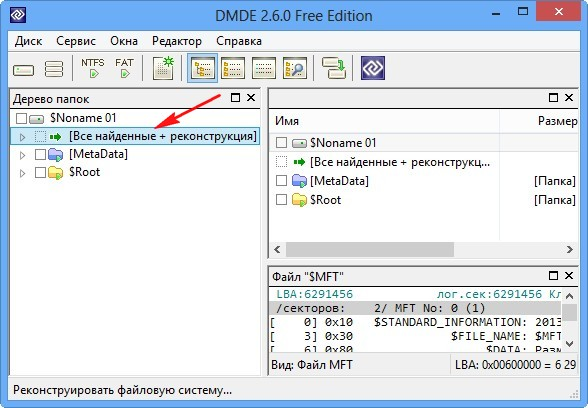 DMDE 2.6.0 Free Edition
Диск Сервис Окна Редактор Справка
NTFS FAT
Дерево папок
$Noname 01
[Все найденные + реконструкция]
[MetaData]
$Root
Имя Размер
$Noname 01
[Все найденные + реконструкц...
[MetaData] [Папка]
$Root [Папка]
Файл "$MFT"
LBA:6291456 лог.сек:6291456 Кл
/секторов: 2/ MFT No: 0 (1)
[ 0] 0x10 $STANDARD_INFORMATION: 2013
[ 3] 0x30 $FILE_NAME: $MFT
[ 6] 0x80 $DATA: Разм
Вид: Файл MFT LBA: 0x00600000 = 6 29
Реконструировать файловую систему...